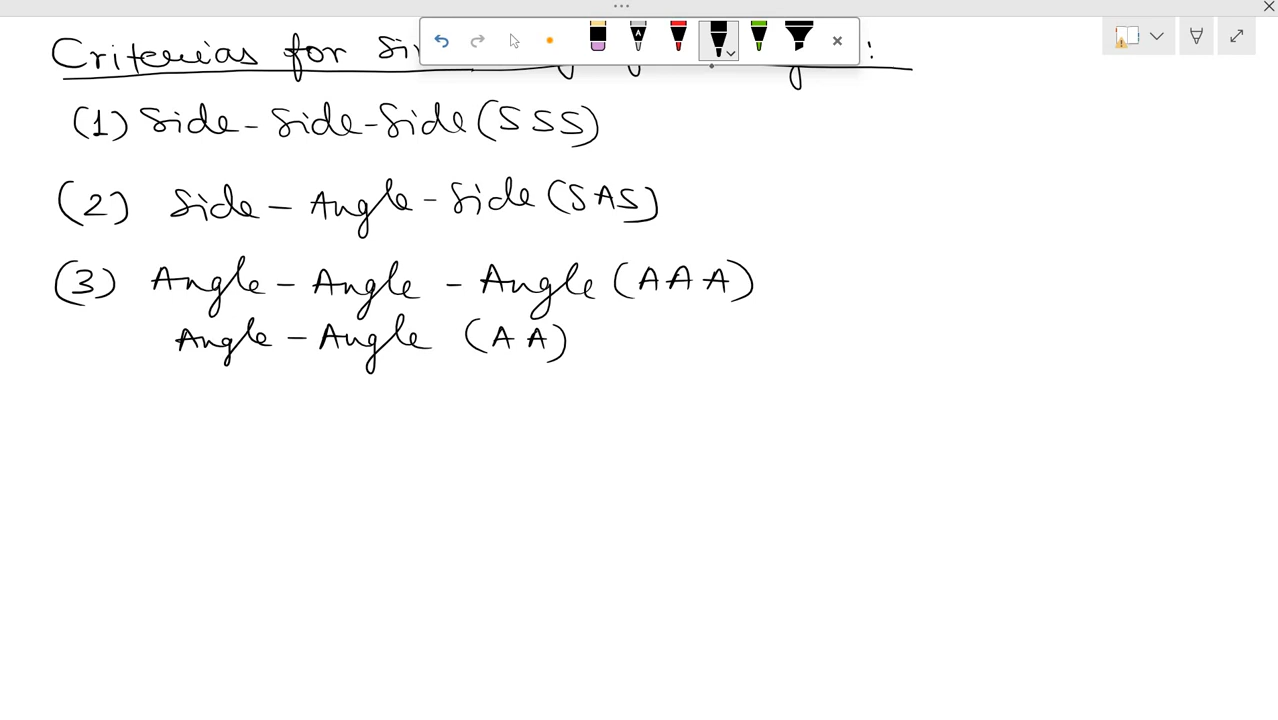 Criterias for :
(1) Side - Side - Side (SSS)
(2) Side - Angle - Side (SAS)
(3) Angle - Angle - Angle (AAA)
Angle - Angle (AA)